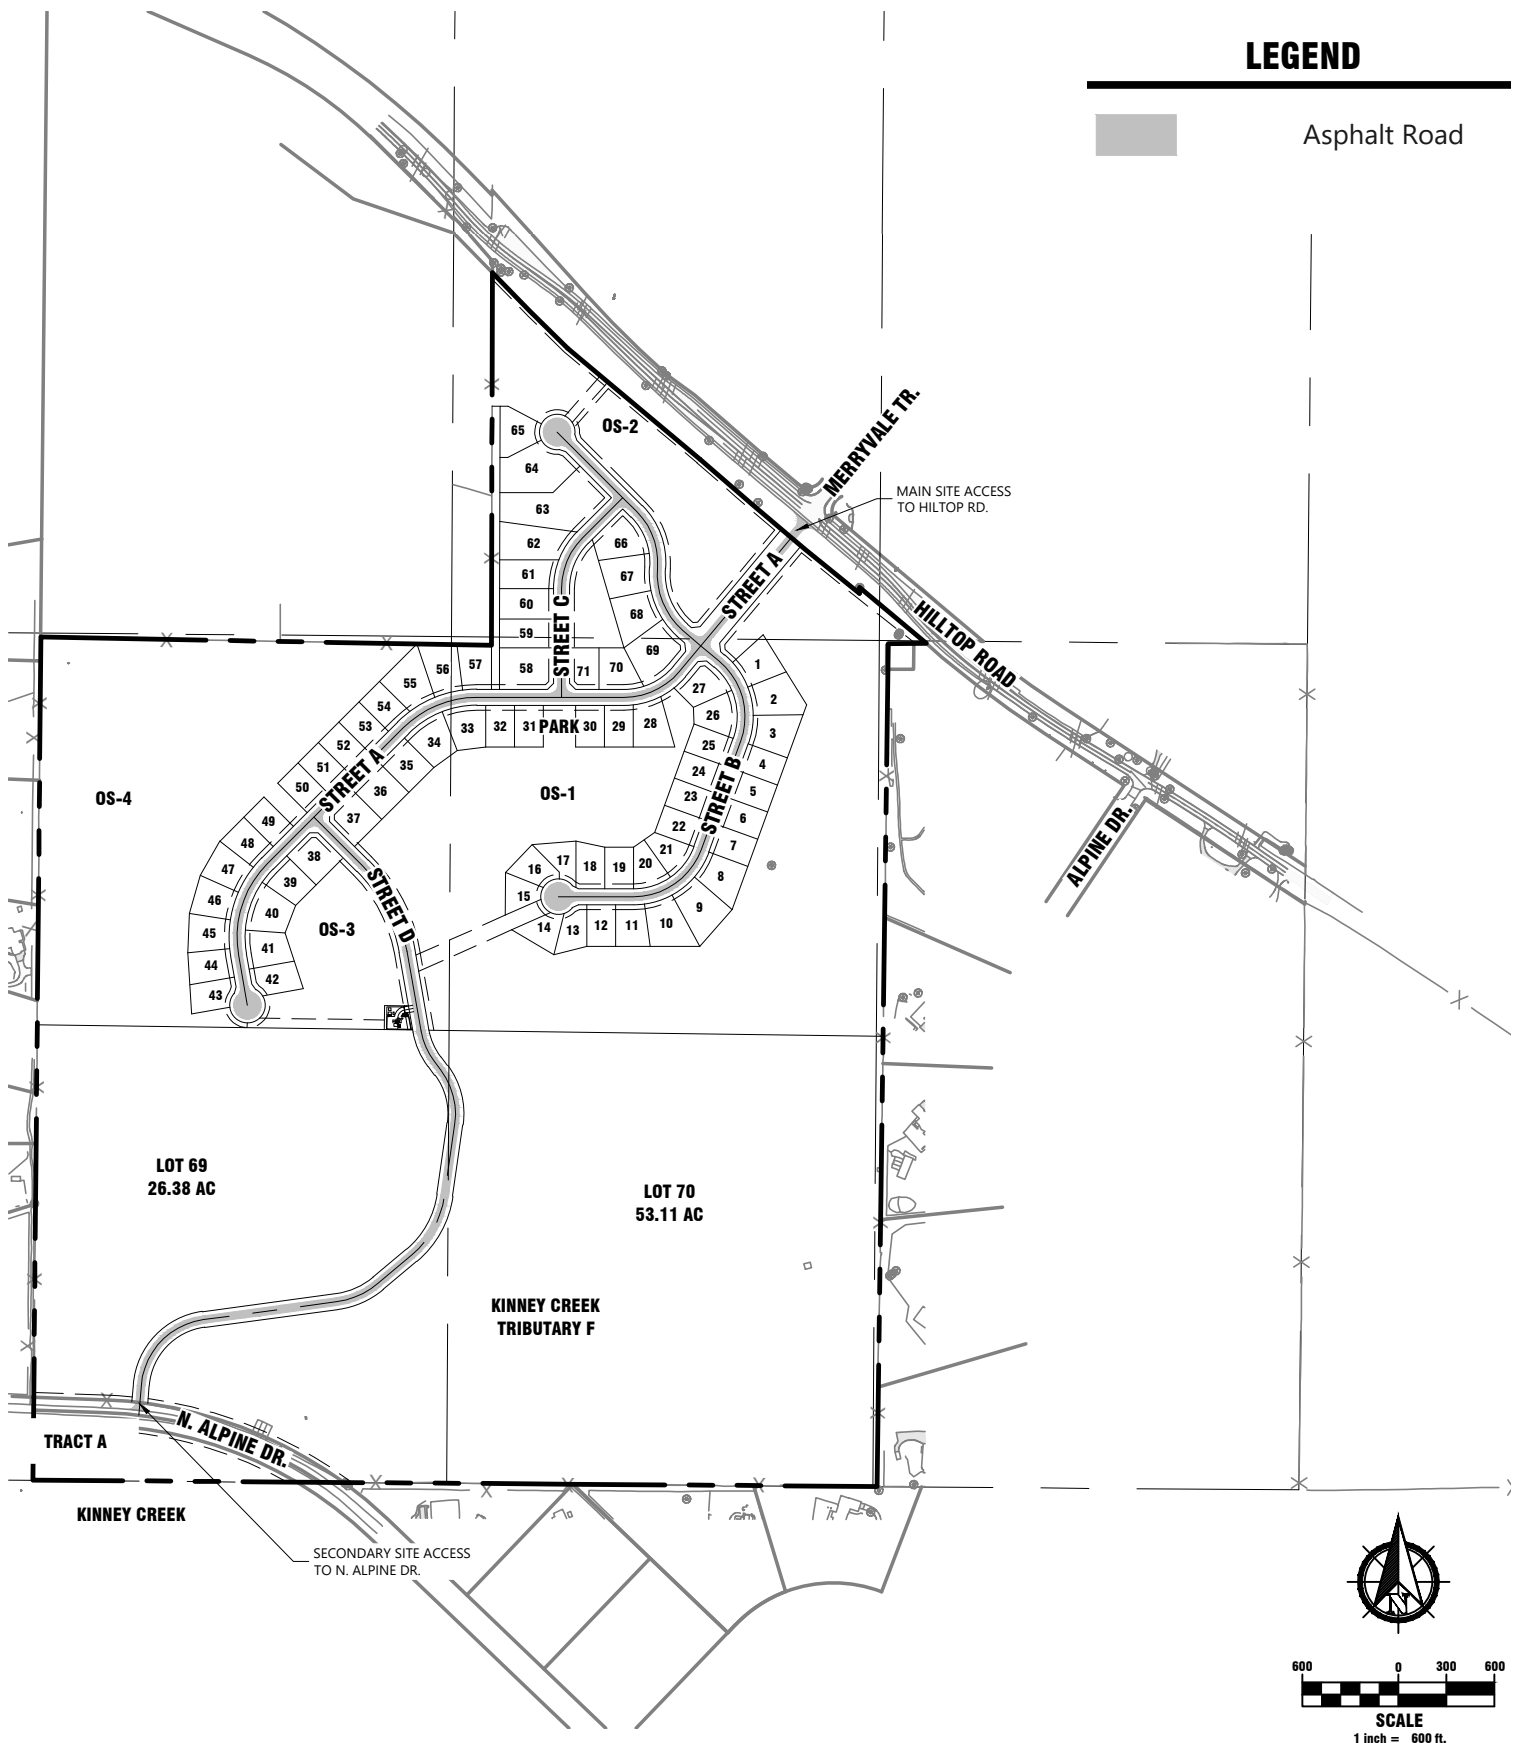 LEGEND
Asphalt Road
MERRYVALE TR.
MAIN SITE ACCESS
TO HILTOP RD.
65
OS-2
64
63
62
66
61
67
60
68
59
STREET C
STREET A
HILLTOP ROAD
69
1
58
71
70
57
56
55
54
53
52
51
50
49
48
47
46
45
44
43
27
2
26
3
25
4
24
5
23
6
22
7
21
8
20
9
19
10
18
11
17
12
16
13
15
14
33
32
31
PARK
30
29
28
34
35
36
37
38
39
40
41
42
STREET A
STREET B
STREET D
OS-4
OS-1
OS-3
ALPINE DR.
LOT 69
26.38 AC
LOT 70
53.11 AC
KINNEY CREEK
TRIBUTARY F
N. ALPINE DR.
TRACT A
KINNEY CREEK
SECONDARY SITE ACCESS
TO N. ALPINE DR.
N
600 0 300 600
SCALE
1 inch = 600 ft.